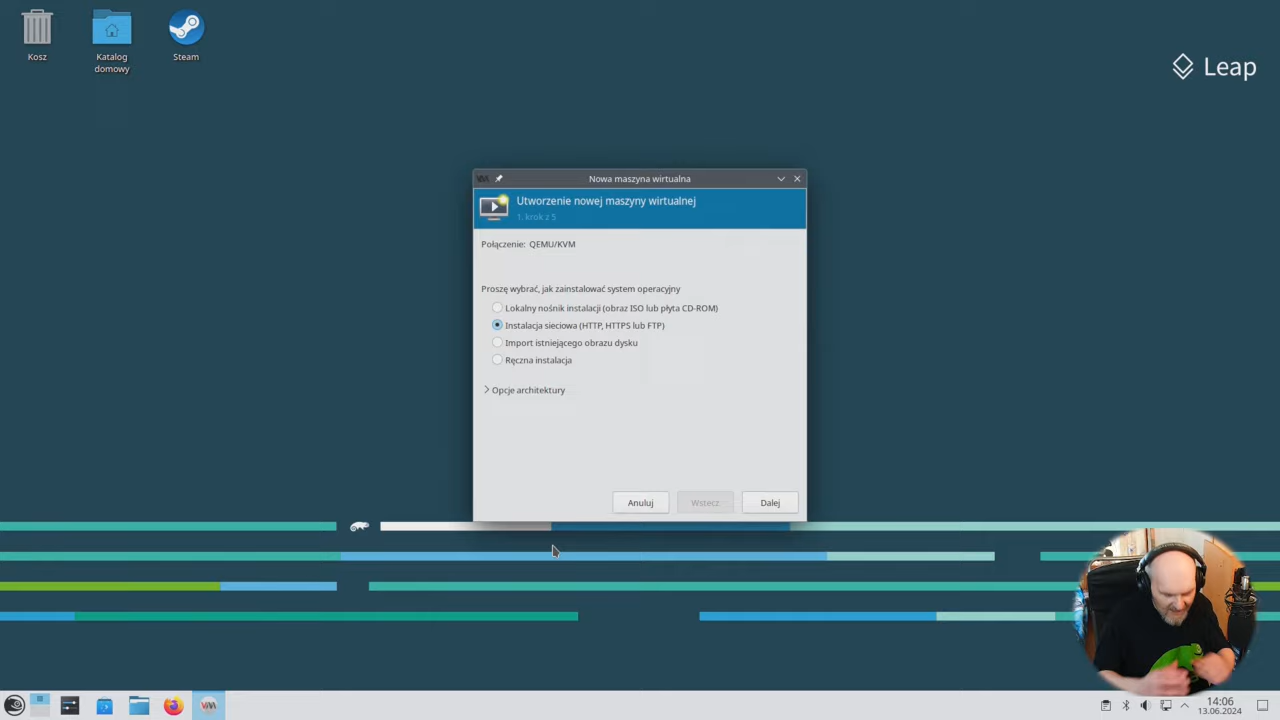 Kosz
Katalog
domowy
Steam
Leap
Nowa maszyna wirtualna
Utworzenie nowej maszyny wirtualnej
1. krok z 5
Połączenie: QEMU/KVM
Proszę wybrać, jak zainstalować system operacyjny
Lokalny nośnik instalacji (obraz ISO lub płyta CD-ROM)
Instalacja sieciowa (HTTP, HTTPS lub FTP)
Import istniejącego obrazu dysku
Ręczna instalacja
Opcje architektury
Anuluj
Wstecz
Dalej
14:06
13.06.2024